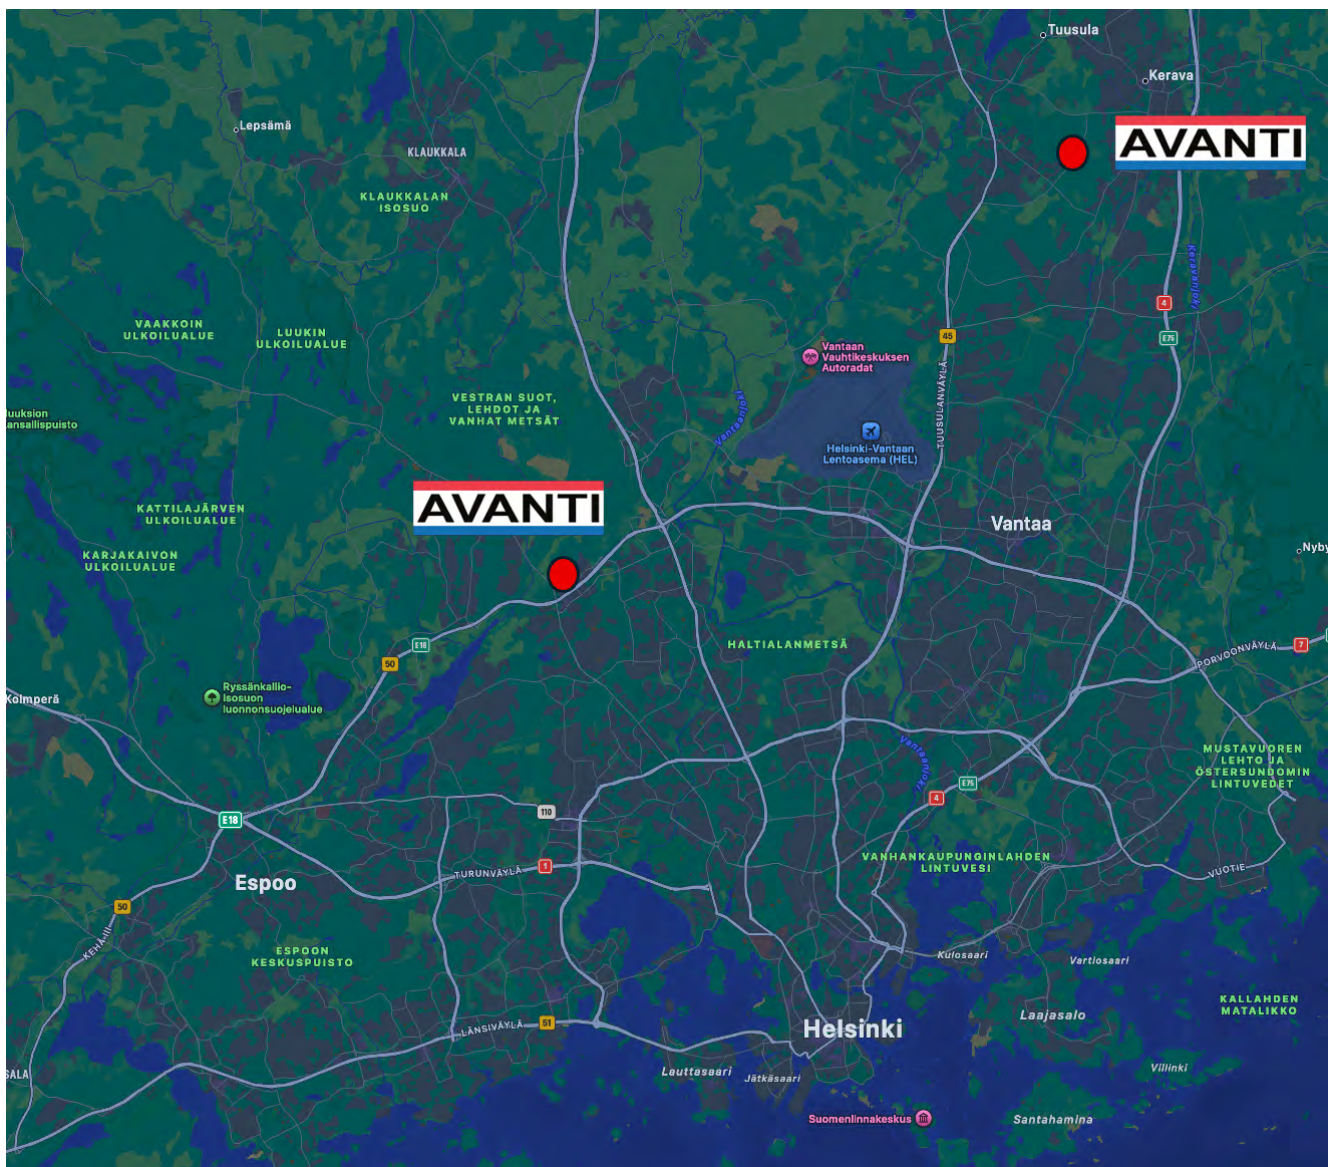 Tuusula
Kerava
Lepsämä
AVANTI
KLAUKKALA
KLAUKKALAN
ISOSUO
Keravanjoki
4
VAAKKOIN
ULKOILUALUE
LUUKIN
ULKOILUALUE
45
E75
Vantaan
Vauhtikeskuksen
Autoradat
TUUSULANVÄYLÄ
VESTRAN SUOT,
LEHDOT JA
VANHAT METSÄT
Vantaanjoki
uuksion
ansallispuisto
Helsinki-Vantaan
Lentoasema (HEL)
AVANTI
KATTILAJÄRVEN
ULKOILUALUE
Vantaa
KARJAKAIVON
ULKOILUALUE
Nyby
E18
50
HALTIALANMETSÄ
7
PORVOONVÄYLÄ
Kolmperä
Ryssänkallio-
isosuon
luonnonsuojelualue
Vantaanjoki
MUSTAVUOREN
LEHTO JA
ÖSTERSUNDOMIN
LINTUVEDET
E75
4
110
E18
VANHANKAUPUNGINLAHDEN
LINTUVESI
TURUNVÄYLÄ
1
VUOTIE
Espoo
50
KEHÄ III
ESPOON
KESKUSPUISTO
Kulosaari
Vartiosaari
KALLAHDEN
MATALIKKO
LÄNSIVÄYLÄ
51
Helsinki
Laajasalo
SALA
Lauttasaari
Jätkäsaari
Villinki
Suomenlinnakeskus
Santahamina